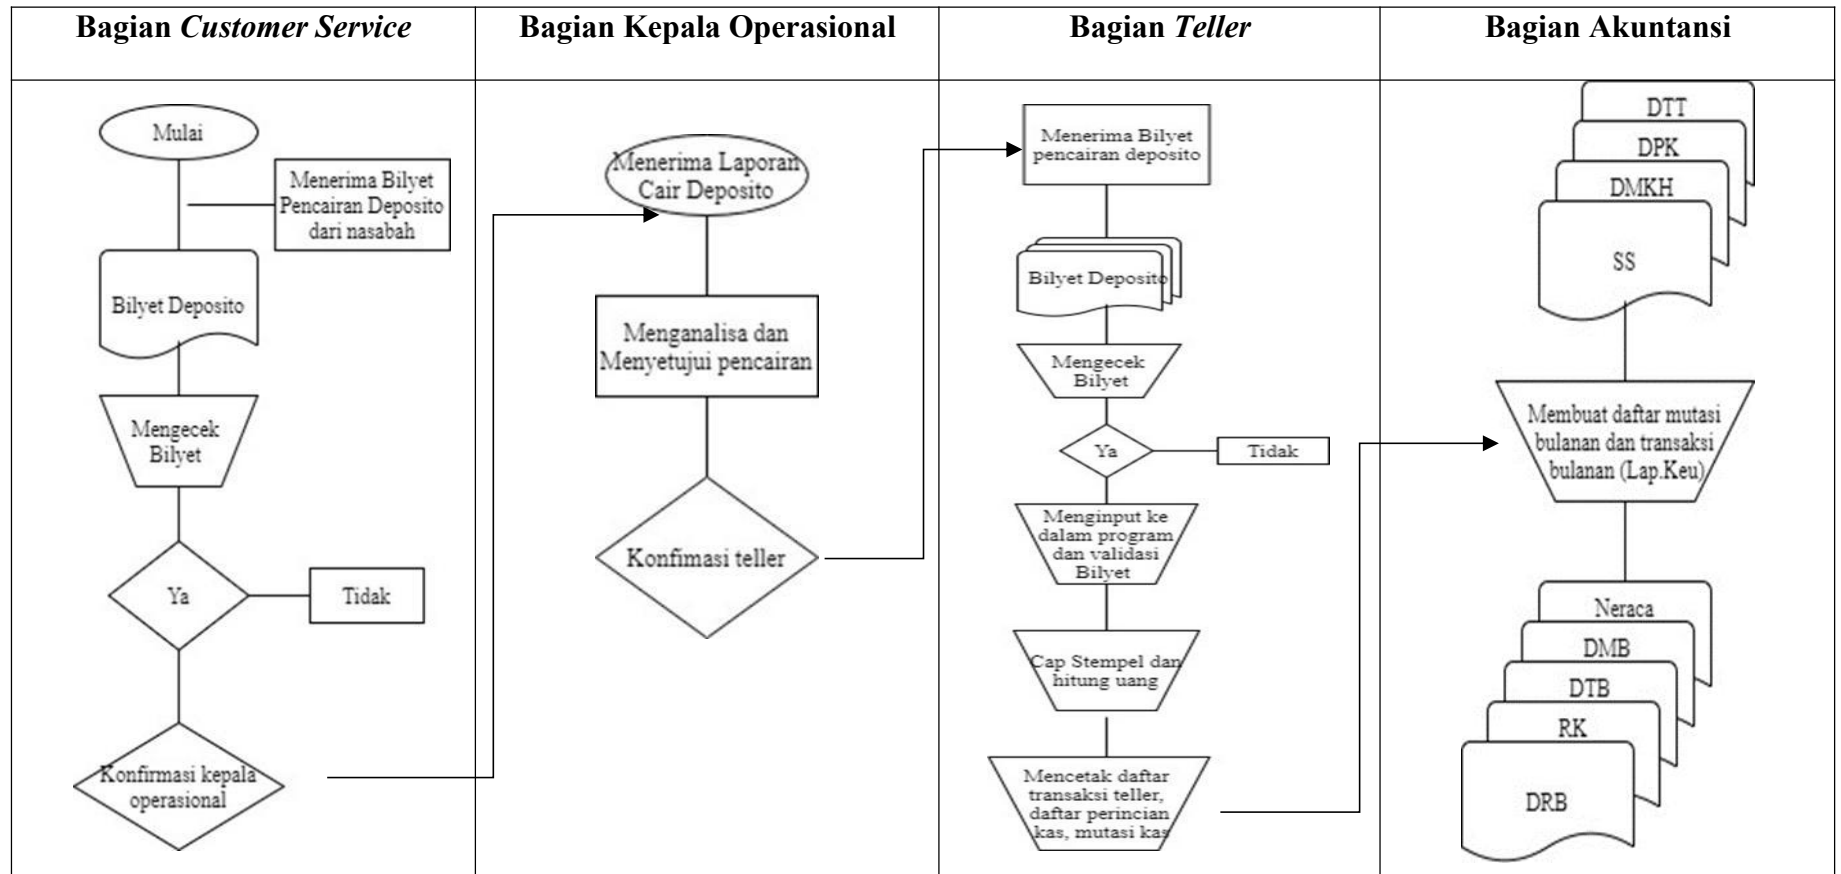 Bagian Customer Service
Bagian Kepala Operasional
Bagian Teller
Bagian Akuntansi
Mulai
Menerima Bilyet
Pencairan Deposito
dari nasabah
Bilyet Deposito
Mengecek
Bilyet
Ya
Tidak
Konfirmasi kepala
operasional
Menerima Laporan
Cair Deposito
Menganalisa dan
Menyetujui pencairan
Konfimasi teller
Menerima Bilyet
pencairan deposito
Bilyet Deposito
Mengecek
Bilyet
Ya
Tidak
Menginput ke
dalam program
dan validasi
Bilyet
Cap Stempel dan
hitung uang
Mencetak daftar
transaksi teller,
daftar perincian
kas, mutasi kas
DTT
DPK
DMKH
SS
Membuat daftar mutasi
bulanan dan transaksi
bulanan (Lap.Keu)
Neraca
DMB
DTB
RK
DRB